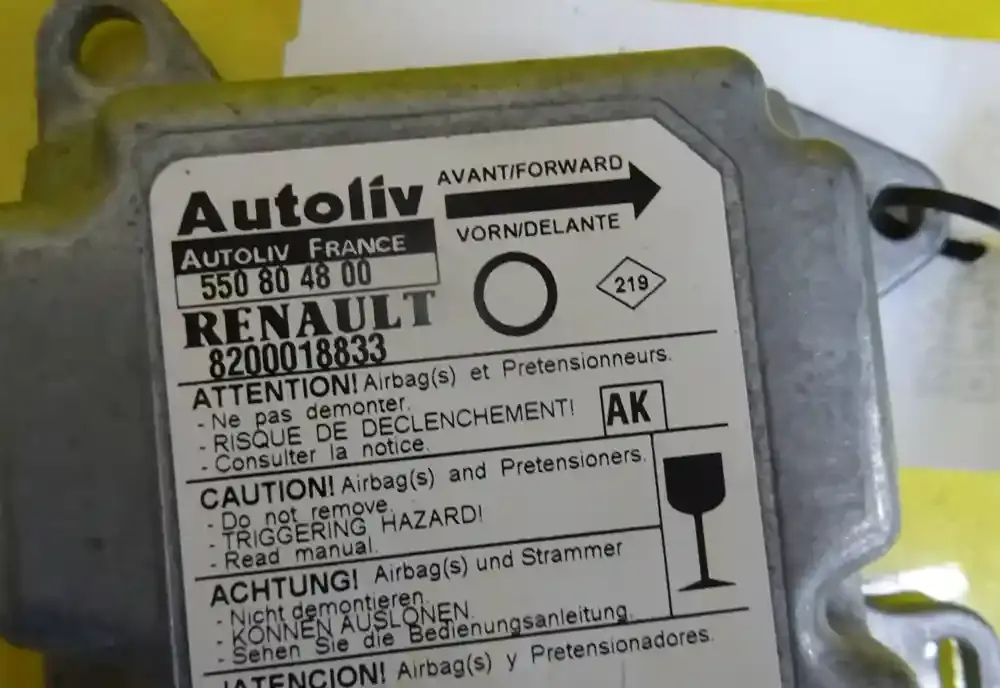 Autoliv
AVANT/FORWARD
VORN/DELANTE
AUTOLIV FRANCE
550 80 48 00
219
RENAULT
8200018833
ATTENTION! Airbag(s) et Pretensionneurs.
- Ne pas demonter.
- RISQUE DE DECLENCHEMENT!
- Consulter la notice.
AK
CAUTION! Airbag(s) and Pretensioners.
- Do not remove.
- TRIGGERING HAZARD!
- Read manual.
ACHTUNG! Airbag(s) und Strammer
- Nicht demontieren.
- KONNEN AUSLONEN.
- Sehen Sie die Bedienungsanleitung.
¡ATENCION! Airbag(s) y Pretensionadores.